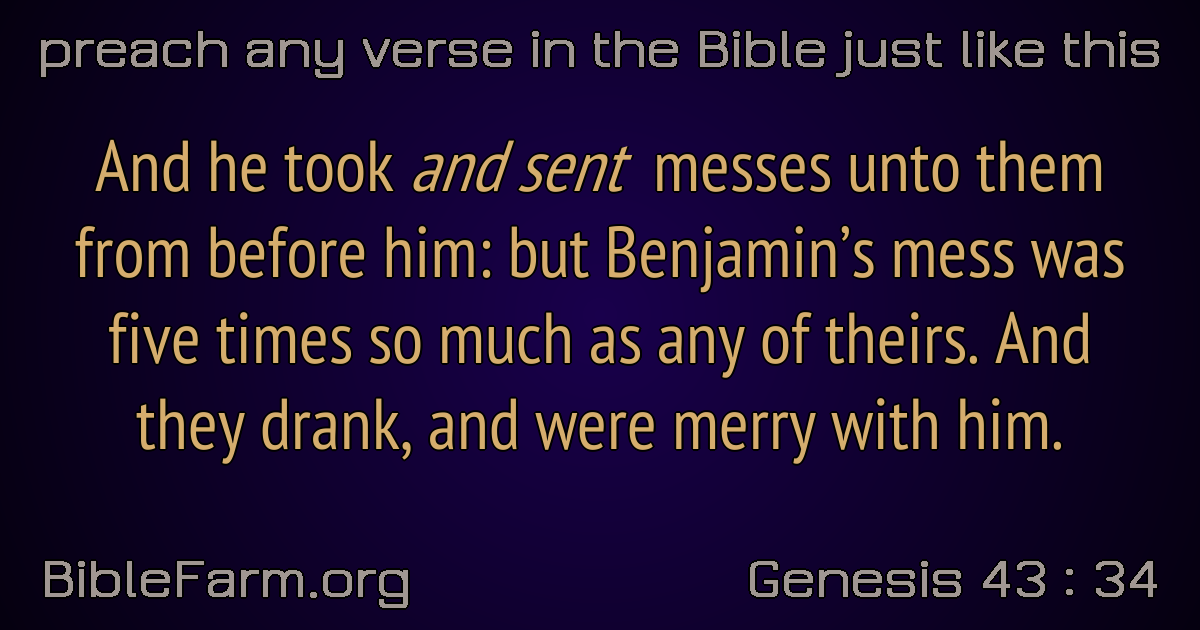 preach any verse in the Bible just like this
And he took and sent messes unto them
from before him: but Benjamin’s mess was
five times so much as any of theirs. And
they drank, and were merry with him.
BibleFarm.org
Genesis 43 : 34